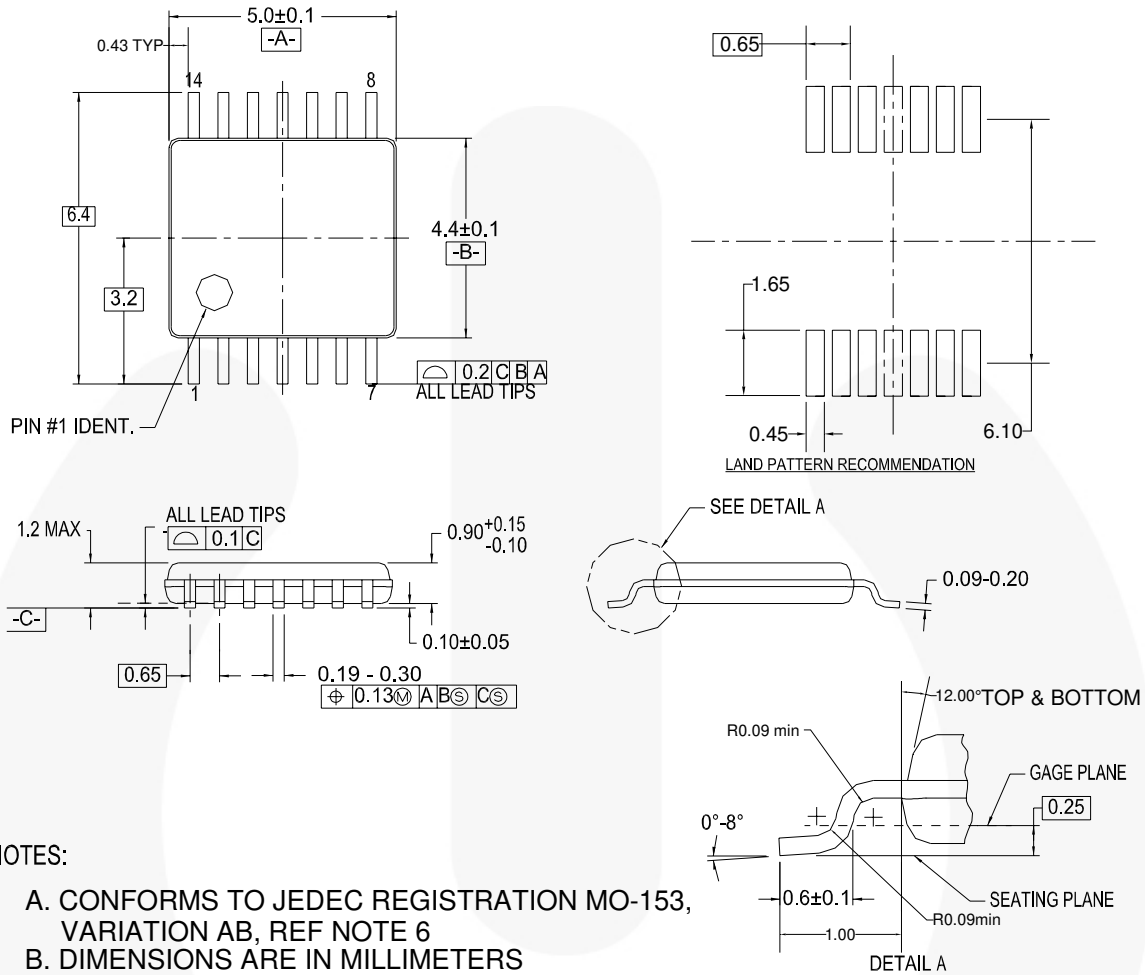 5.0±0.1
-A-
0.43 TYP
14
8
6.4
3.2
4.4±0.1
-B-
1
7
0.2 C B A
ALL LEAD TIPS
PIN #1 IDENT.
0.65
1.65
0.45
6.10
LAND PATTERN RECOMMENDATION
ALL LEAD TIPS
0.1 C
1.2 MAX
0.90 +0.15
-0.10
-C-
0.10±0.05
0.65
0.19 - 0.30
⌖ 0.13Ⓜ A BⓈ CⓈ
SEE DETAIL A
0.09-0.20
12.00° TOP & BOTTOM
R0.09 min
GAGE PLANE
0.25
0°-8°
SEATING PLANE
0.6±0.1
R0.09min
1.00
DETAIL A
NOTES:
A. CONFORMS TO JEDEC REGISTRATION MO-153,
VARIATION AB, REF NOTE 6
B. DIMENSIONS ARE IN MILLIMETERS